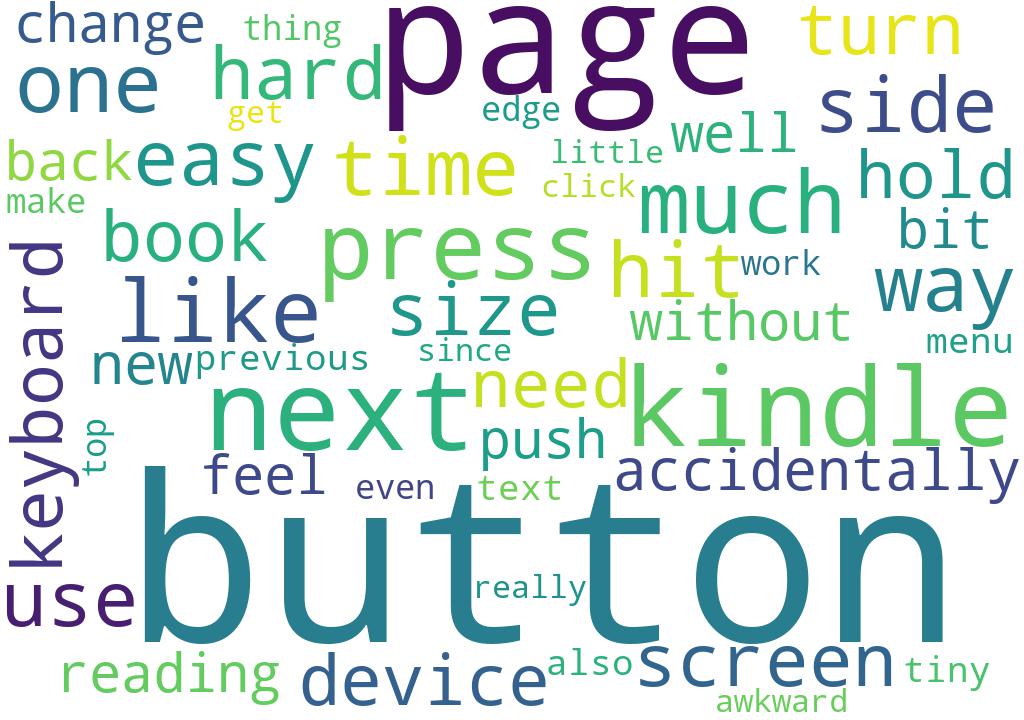 change thing page turn
one hard side
get edge
back easy time little well hold
make click much
book press hit work bit
keyboard like size without way
new previous since menu
next need kindle
top push
feel even text accidentally
use button
really
reading device also screen tiny
awkward